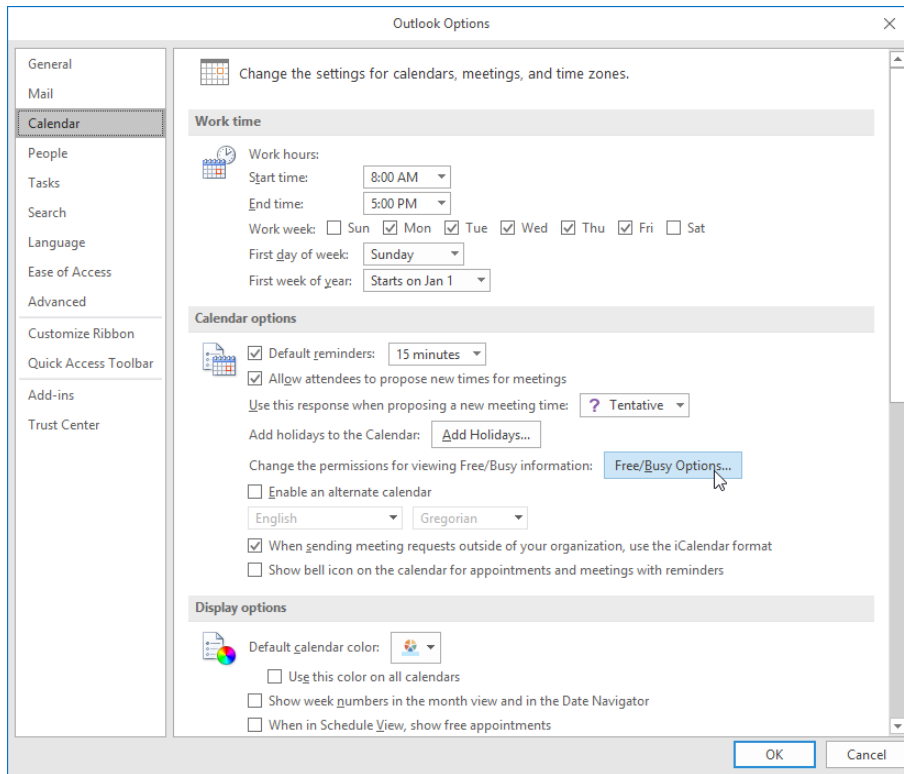 Outlook Options
General
Mail
Calendar
People
Tasks
Search
Language
Ease of Access
Advanced
Customize Ribbon
Quick Access Toolbar
Add-ins
Trust Center
Change the settings for calendars, meetings, and time zones.
Work time
Work hours:
Start time: 8:00 AM
End time: 5:00 PM
Work week: Sun Mon Tue Wed Thu Fri Sat
First day of week: Sunday
First week of year: Starts on Jan 1
Calendar options
Default reminders: 15 minutes
Allow attendees to propose new times for meetings
Use this response when proposing a new meeting time: ? Tentative
Add holidays to the Calendar: Add Holidays...
Change the permissions for viewing Free/Busy information: Free/Busy Options...
Enable an alternate calendar
English Gregorian
When sending meeting requests outside of your organization, use the iCalendar format
Show bell icon on the calendar for appointments and meetings with reminders
Display options
Default calendar color:
Use this color on all calendars
Show week numbers in the month view and in the Date Navigator
When in Schedule View, show free appointments
OK Cancel